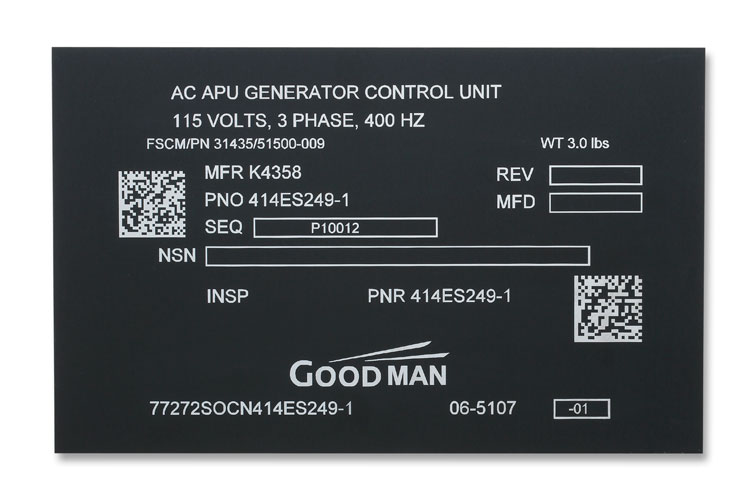 AC APU GENERATOR CONTROL UNIT
115 VOLTS, 3 PHASE, 400 HZ
FSCM/PN 31435/51500-009 WT 3.0 lbs
MFR K4358 REV
PNO 414ES249-1 MFD
SEQ P10012
NSN
INSP PNR 414ES249-1
GOODMAN
77272SOCN414ES249-1 06-5107 -01